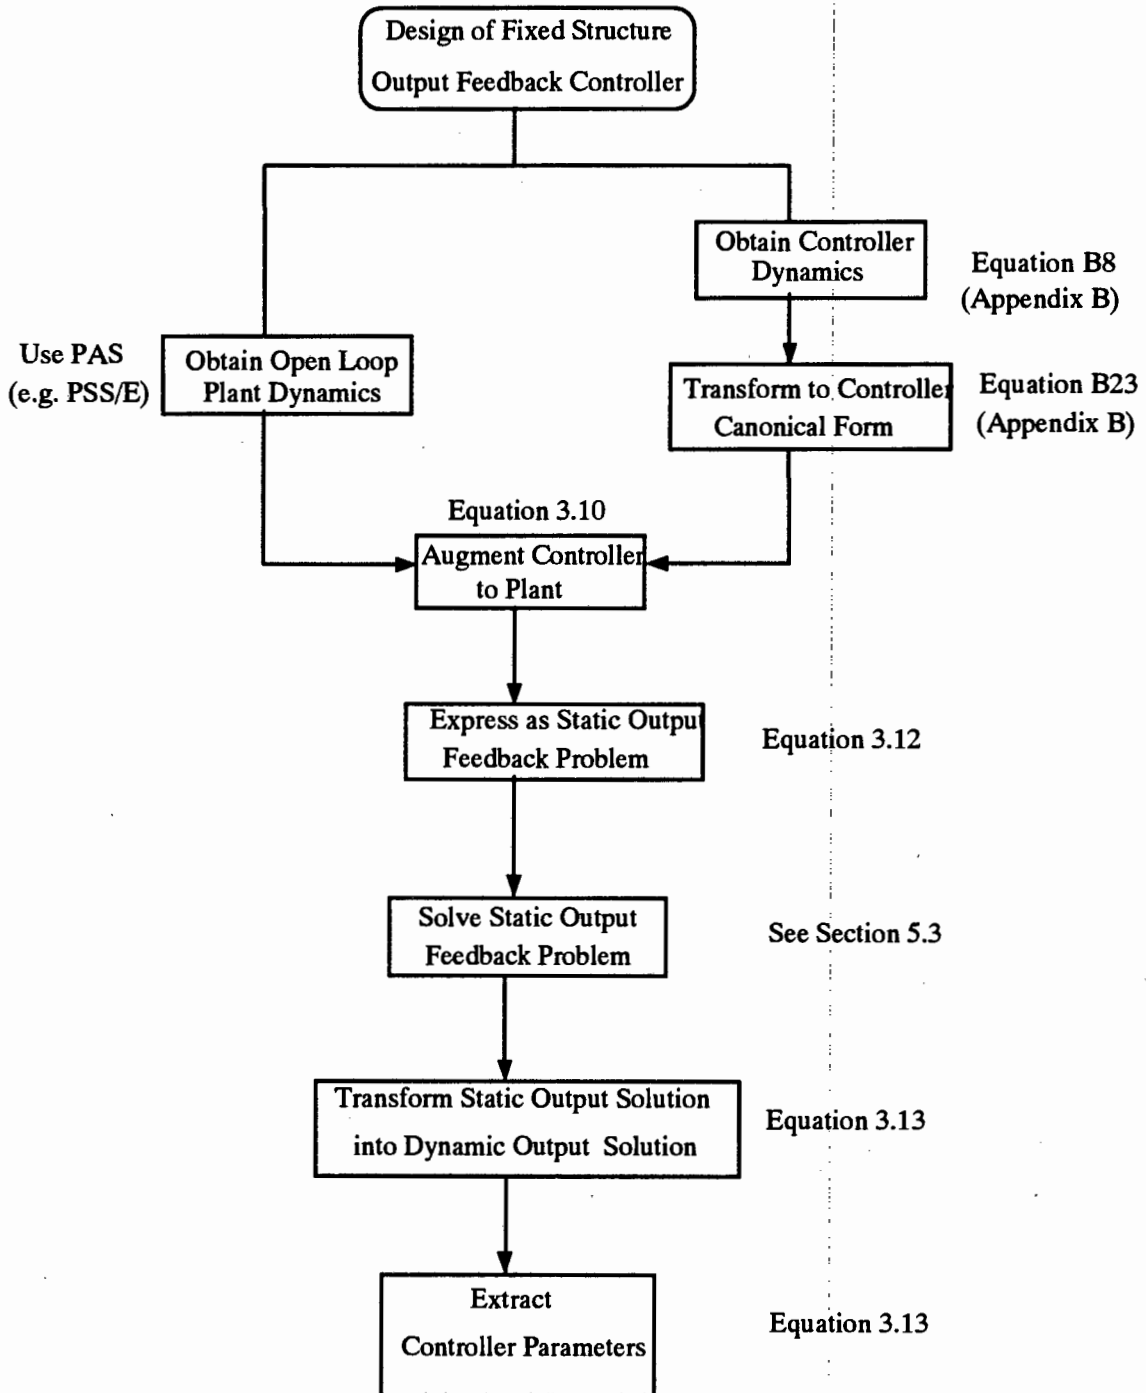 Design of Fixed Structure
Output Feedback Controller
Obtain Controller
Dynamics
Equation B8
(Appendix B)
Use PAS
(e.g. PSS/E)
Obtain Open Loop
Plant Dynamics
Transform to Controller
Canonical Form
Equation B23
(Appendix B)
Equation 3.10
Augment Controller
to Plant
Express as Static Output
Feedback Problem
Equation 3.12
Solve Static Output
Feedback Problem
See Section 5.3
Transform Static Output Solution
into Dynamic Output Solution
Equation 3.13
Extract
Controller Parameters
Equation 3.13